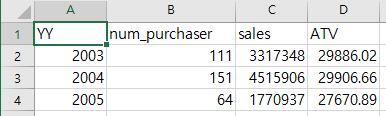 A B C D
1 YY num_purchaser sales ATV
2 2003 111 3317348 29886.02
3 2004 151 4515906 29906.66
4 2005 64 1770937 27670.89